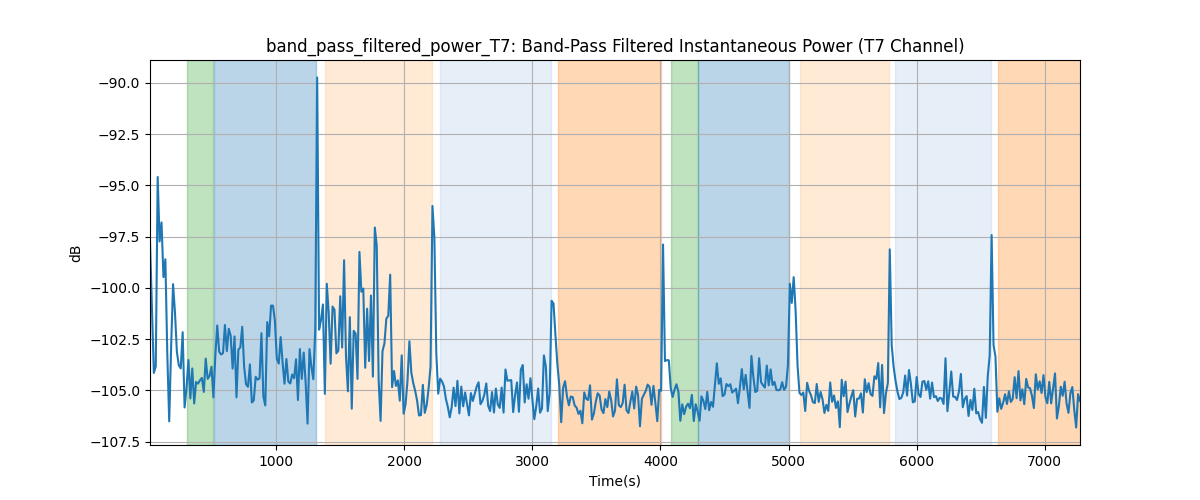 band_pass_filtered_power_T7: Band-Pass Filtered Instantaneous Power (T7 Channel)
−90.0
−92.5
−95.0
−97.5
−100.0
−102.5
−105.0
−107.5
dB
1000 2000 3000 4000 5000 6000 7000
Time(s)